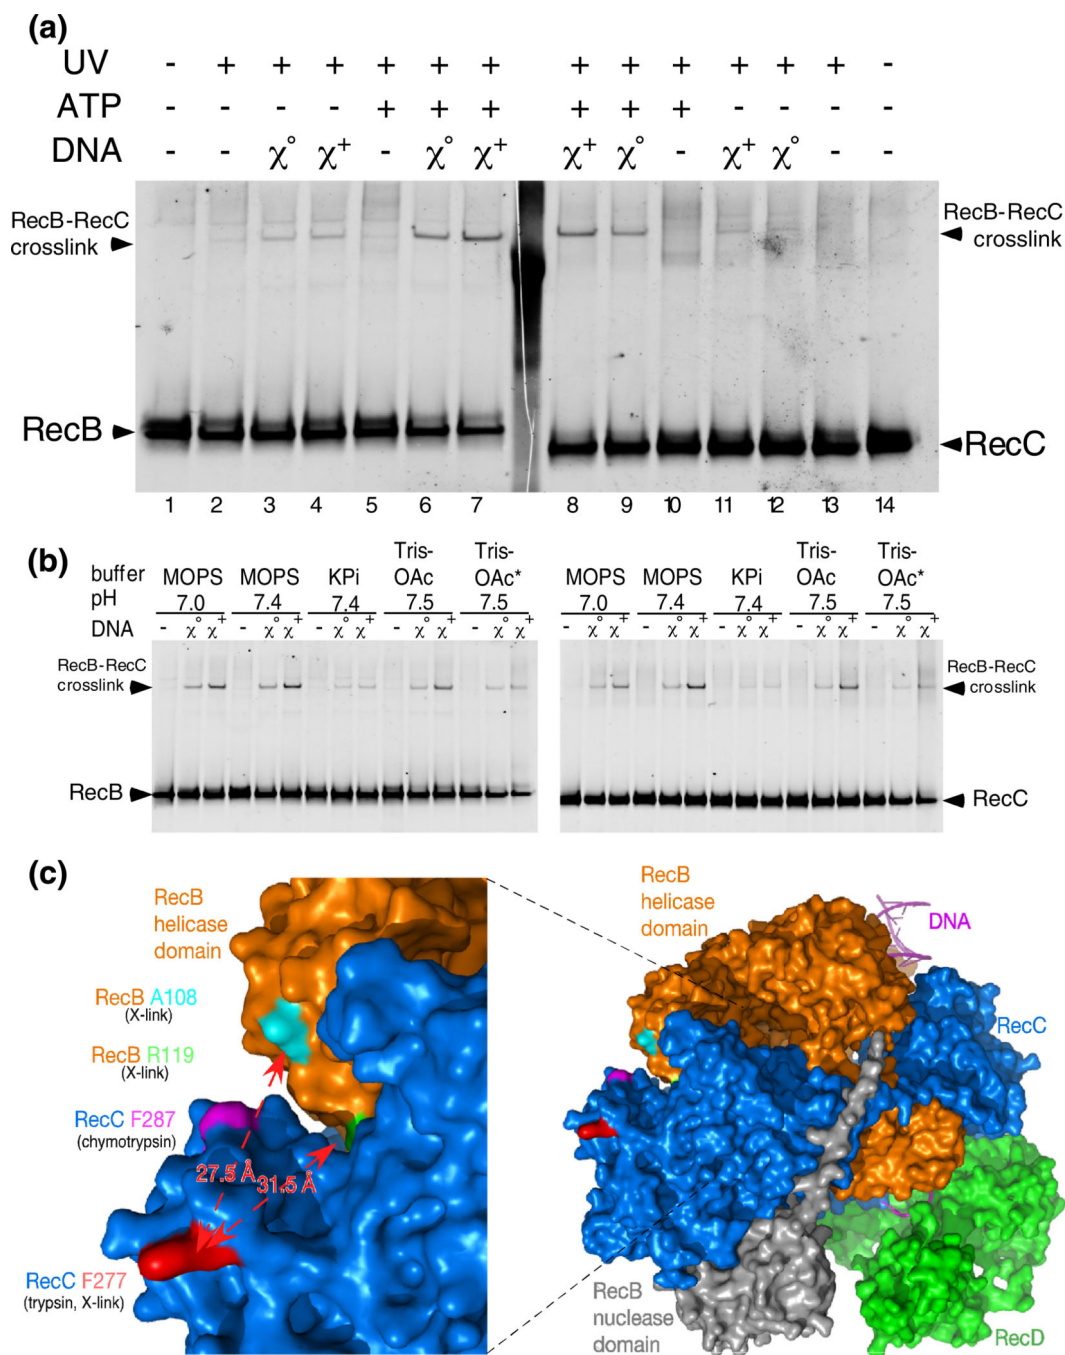 (a)
UV - + + + + + + + + + + + + -
ATP - - - - + + + + + + - - - -
DNA - - χ° χ⁺ - χ° χ⁺ χ⁺ χ° - χ⁺ χ° - -
RecB-RecC
crosslink
RecB-RecC
crosslink
RecB
RecC
1 2 3 4 5 6 7 8 9 10 11 12 13 14
(b)
buffer MOPS MOPS KPi Tris-OAc Tris-OAc* MOPS MOPS KPi Tris-OAc Tris-OAc*
pH 7.0 7.4 7.4 7.5 7.5 7.0 7.4 7.4 7.5 7.5
DNA - χ° χ⁺ - χ° χ⁺ - χ° χ⁺ - χ° χ⁺ - χ° χ⁺ - χ° χ⁺ - χ° χ⁺ - χ° χ⁺ - χ° χ⁺ - χ° χ⁺
RecB-RecC
crosslink
RecB-RecC
crosslink
RecB
RecC
(c)
RecB
helicase
domain
RecB A108
(X-link)
RecB R119
(X-link)
RecC F287
(chymotrypsin)
27.5 Å
31.5 Å
RecC F277
(trypsin, X-link)
RecB
helicase
domain
DNA
RecC
RecB
nuclease
domain
RecD